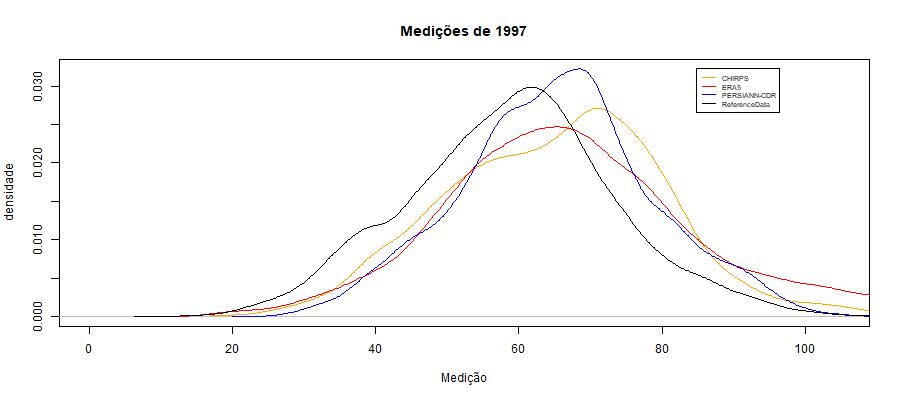 Medições de 1997
densidade
0.030
0.020
0.010
0.000
CHIRPS
ERA5
PERSIANN-CDR
ReferenceData
0 20 40 60 80 100
Medição